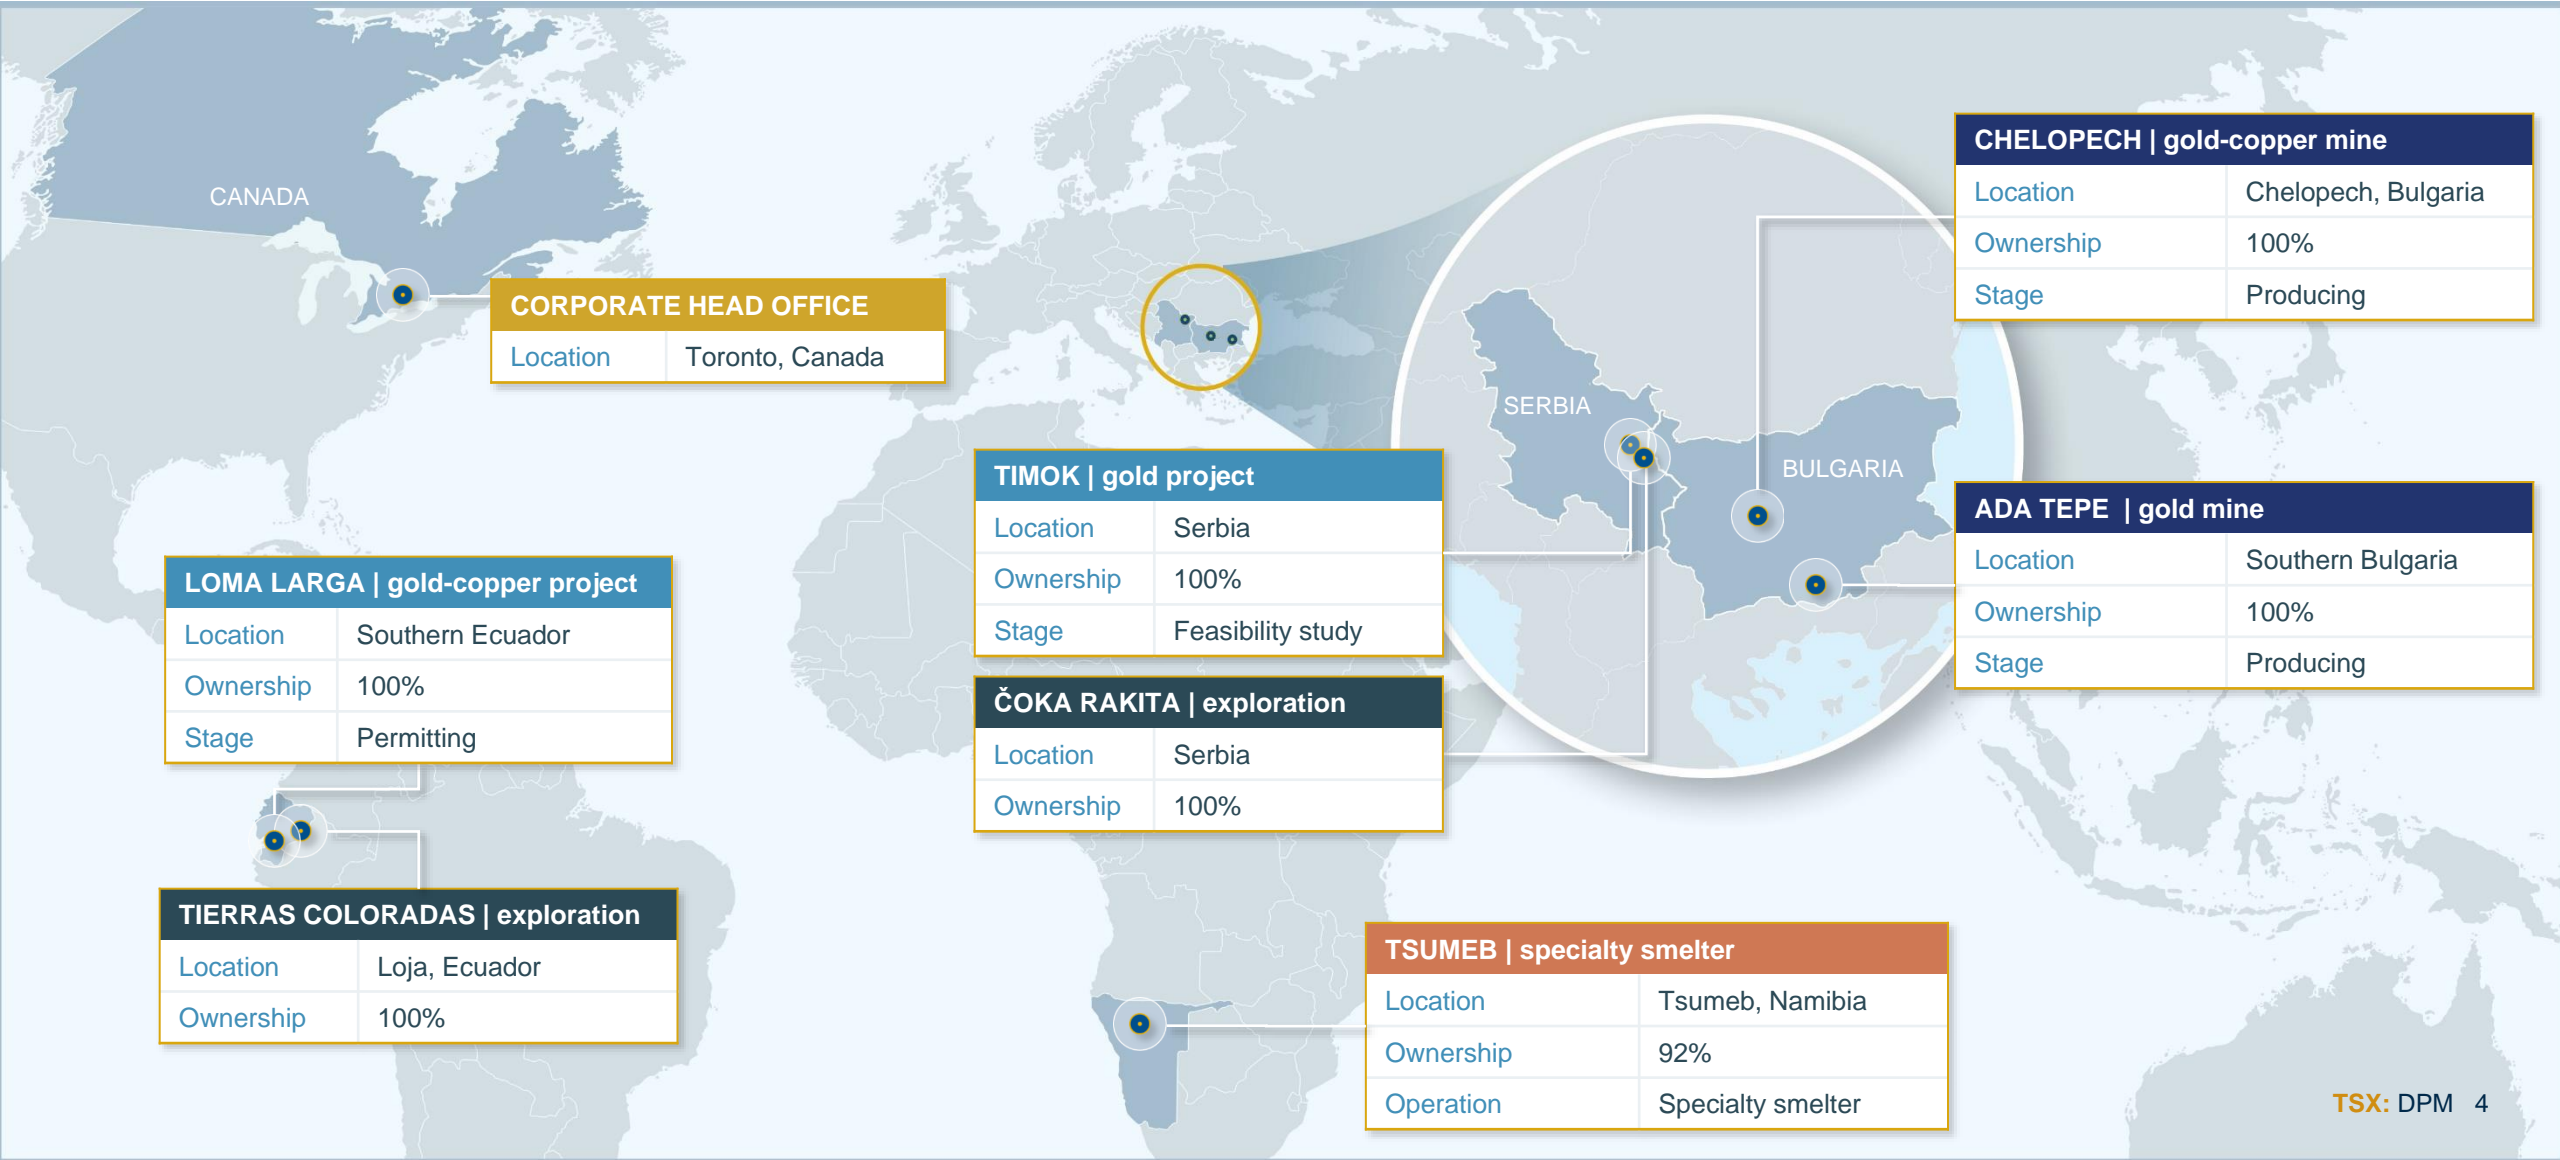 CANADA
CORPORATE HEAD OFFICE
Location Toronto, Canada
CHELOPECH | gold-copper mine
Location Chelopech, Bulgaria
Ownership 100%
Stage Producing
SERBIA
BULGARIA
TIMOK | gold project
Location Serbia
Ownership 100%
Stage Feasibility study
ADA TEPE | gold mine
Location Southern Bulgaria
Ownership 100%
Stage Producing
LOMA LARGA | gold-copper project
Location Southern Ecuador
Ownership 100%
Stage Permitting
ČOKA RAKITA | exploration
Location Serbia
Ownership 100%
TIERRAS COLORADAS | exploration
Location Loja, Ecuador
Ownership 100%
TSUMEB | specialty smelter
Location Tsumeb, Namibia
Ownership 92%
Operation Specialty smelter
TSX: DPM 4